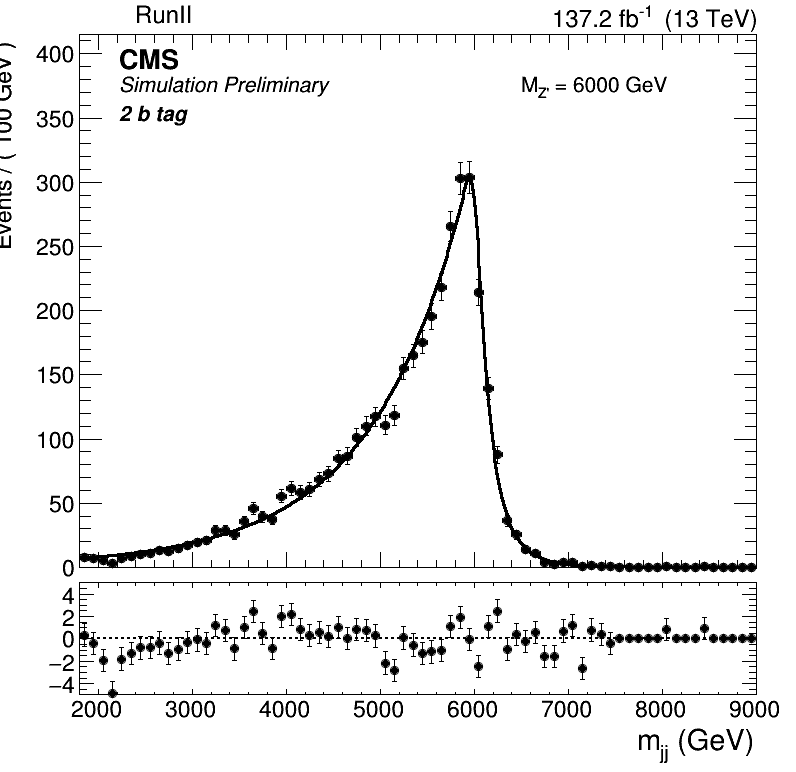 RunII
137.2 fb-1 (13 TeV)
CMS
Simulation Preliminary
2 b tag
MZ' = 6000 GeV
Events / ( 100 GeV )
400
350
300
250
200
150
100
50
0
4
2
0
−2
−4
2000 3000 4000 5000 6000 7000 8000 9000
mjj (GeV)